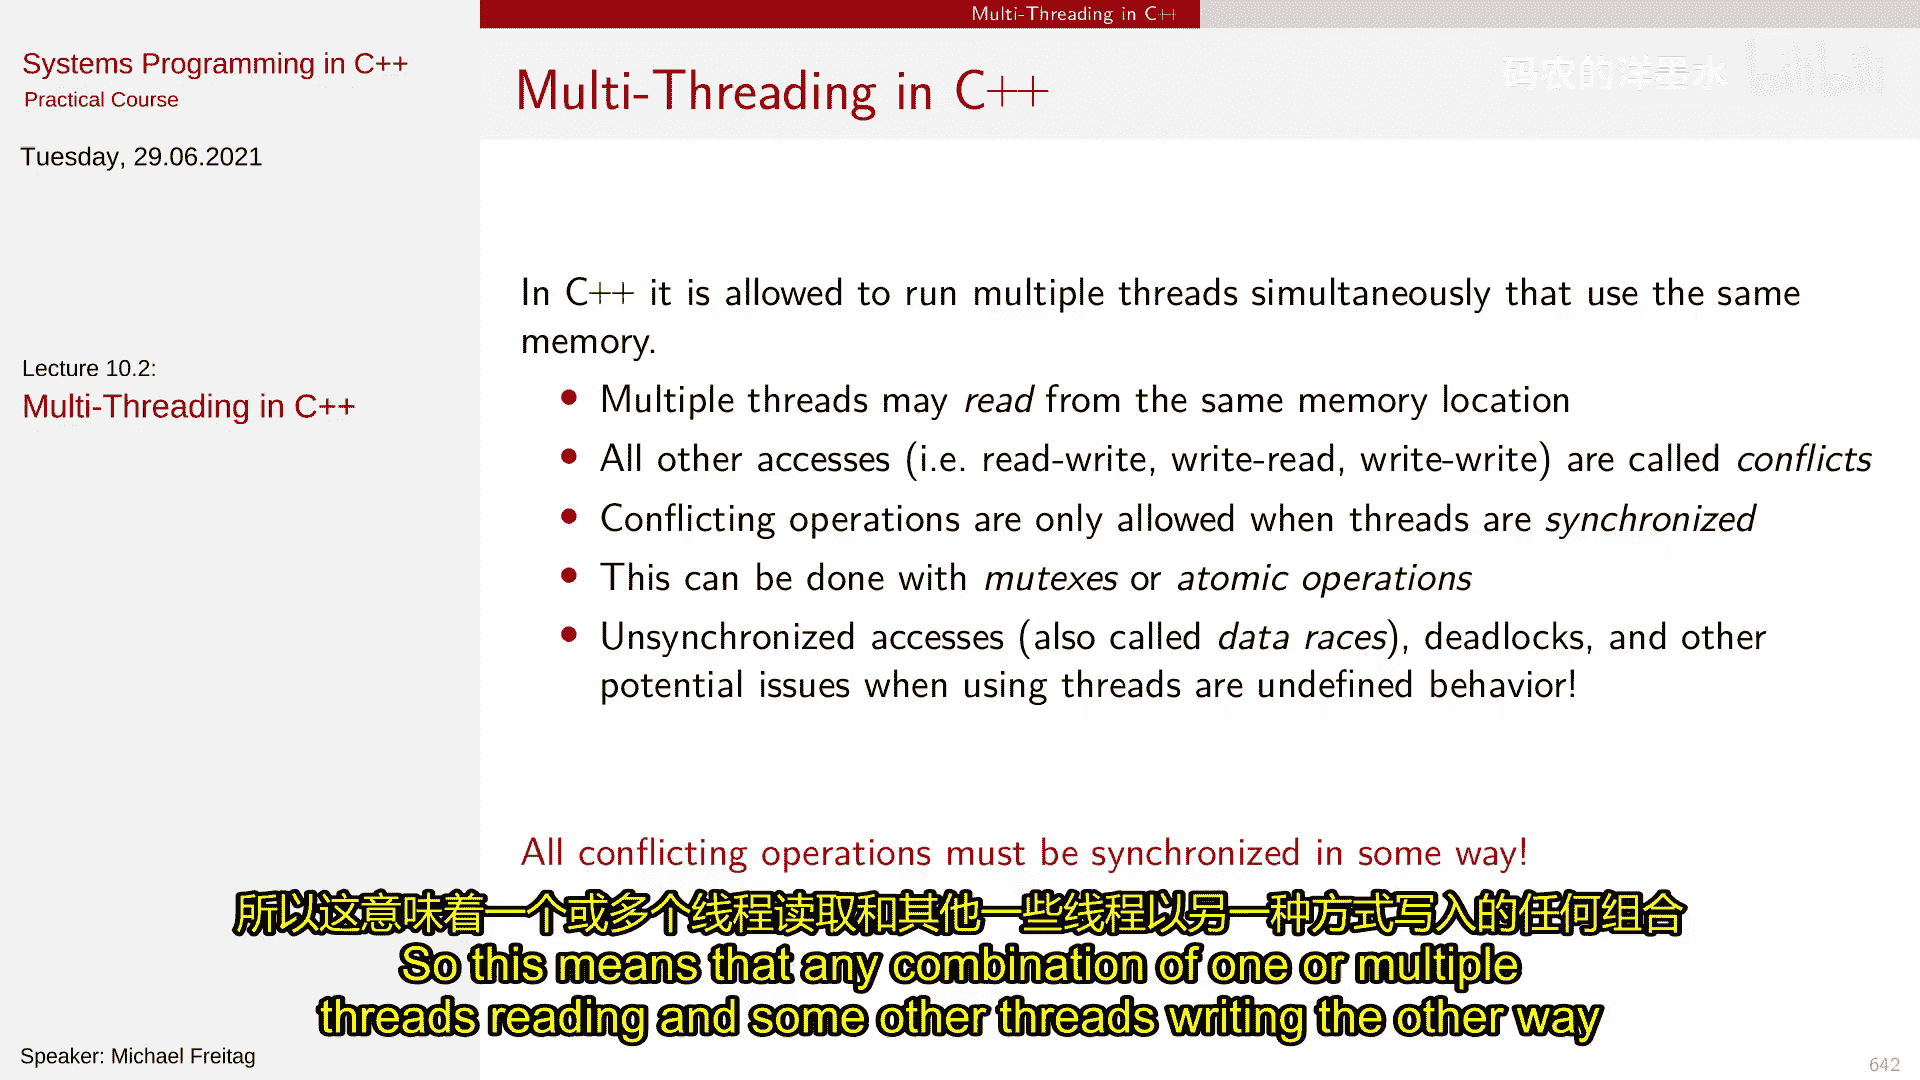 Multi-Threading in C++
Systems Programming in C++
Practical Course
Tuesday, 29.06.2021
Lecture 10.2:
Multi-Threading in C++
Speaker: Michael Freitag
Multi-Threading in C++
码农的洋墨水 bilibili
In C++ it is allowed to run multiple threads simultaneously that use the same
memory.
• Multiple threads may read from the same memory location
• All other accesses (i.e. read-write, write-read, write-write) are called conflicts
• Conflicting operations are only allowed when threads are synchronized
• This can be done with mutexes or atomic operations
• Unsynchronized accesses (also called data races), deadlocks, and other
potential issues when using threads are undefined behavior!
All conflicting operations must be synchronized in some way!
所以这意味着一个或多个线程读取和其他一些线程以另一种方式写入的任何组合
So this means that any combination of one or multiple
threads reading and some other threads writing the other way
642